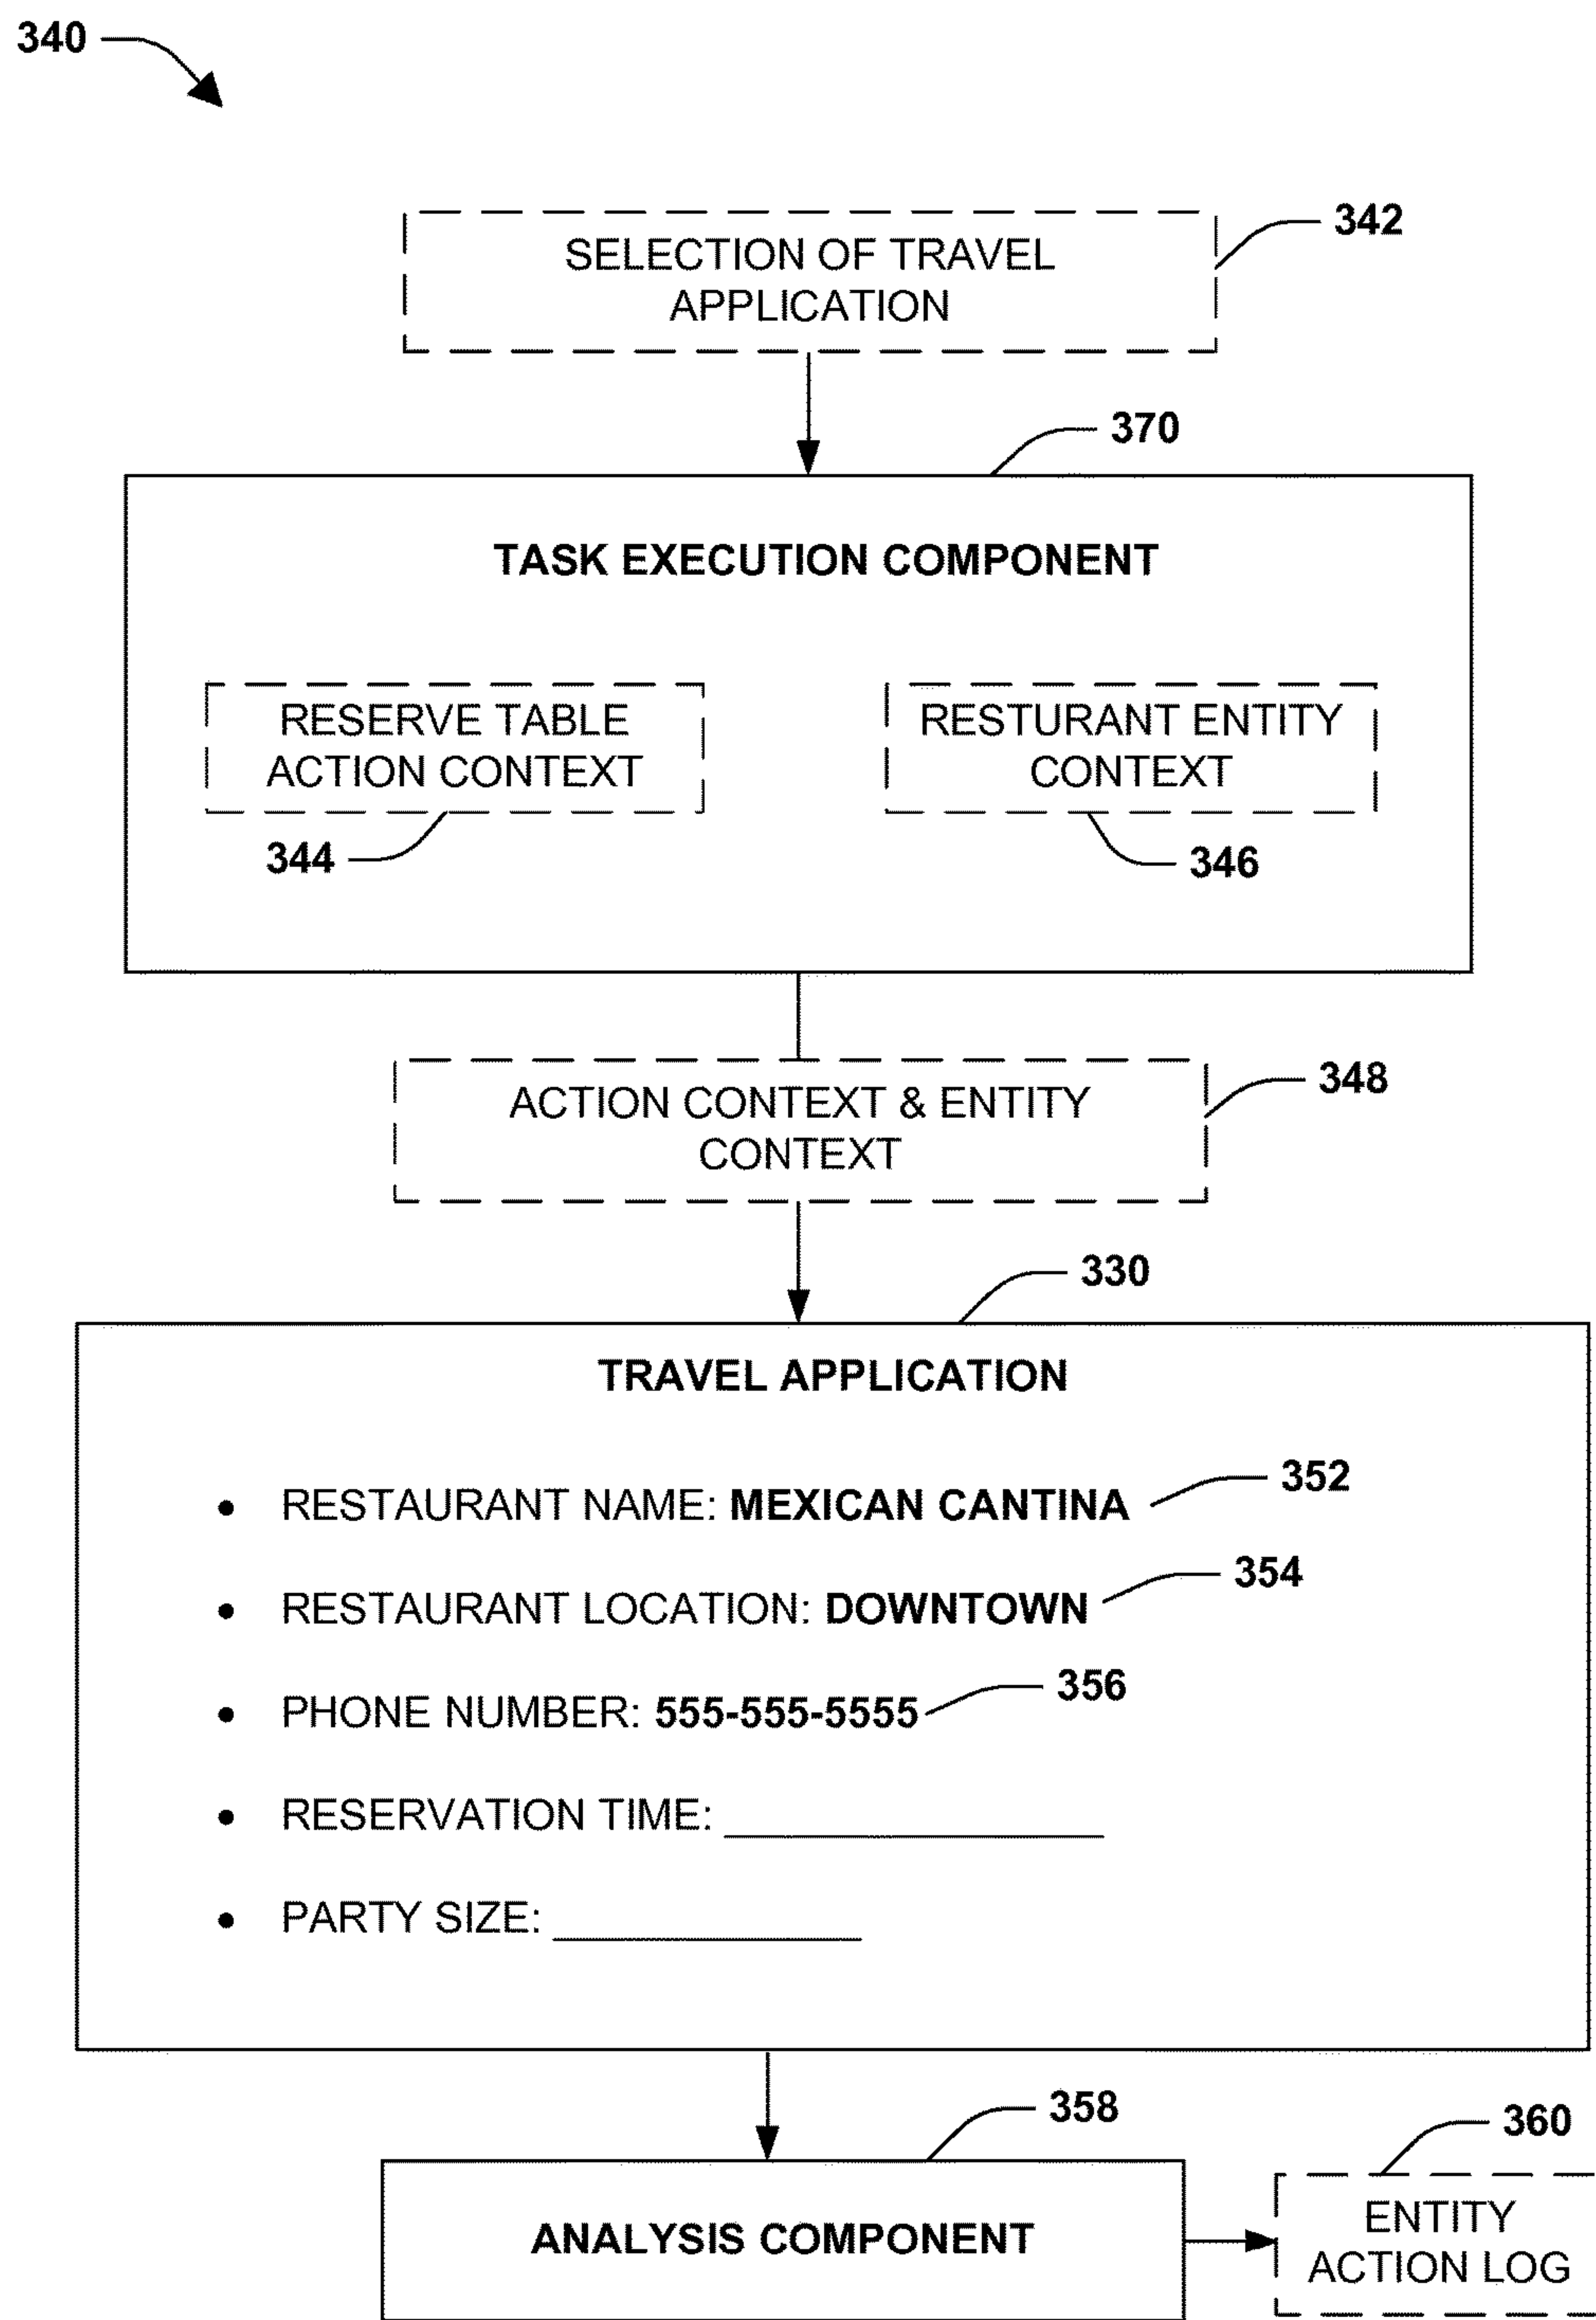 340
SELECTION OF TRAVEL
APPLICATION
342
370
TASK EXECUTION COMPONENT
RESERVE TABLE
ACTION CONTEXT
344
RESTURANT ENTITY
CONTEXT
346
ACTION CONTEXT & ENTITY
CONTEXT
348
330
TRAVEL APPLICATION
• RESTAURANT NAME: MEXICAN CANTINA 352
• RESTAURANT LOCATION: DOWNTOWN 354
• PHONE NUMBER: 555-555-5555 356
• RESERVATION TIME: ________________
• PARTY SIZE: _____________
358
ANALYSIS COMPONENT
360
ENTITY
ACTION LOG